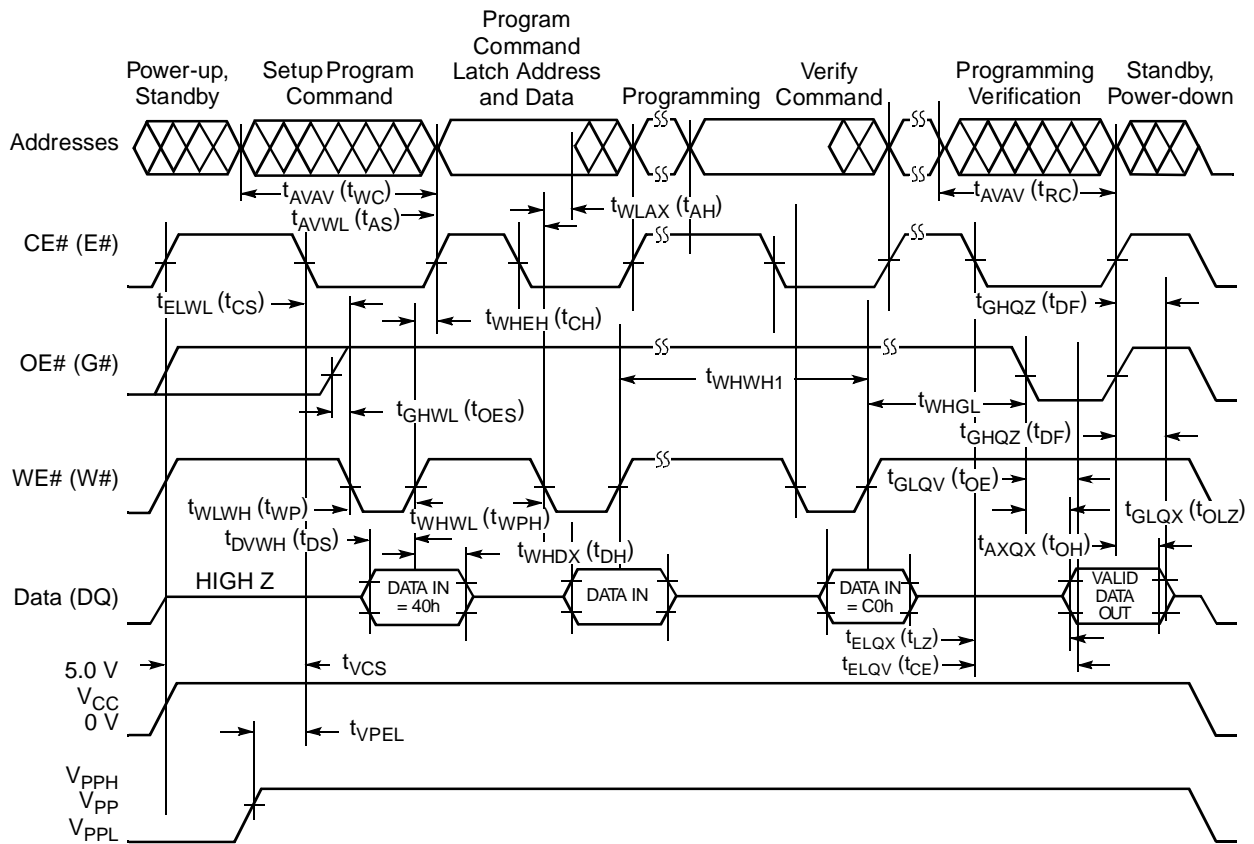 Power-up,
Standby
Setup Program
Command
Program
Command
Latch Address
and Data
Programming
Verify
Command
Programming
Verification
Standby,
Power-down
Addresses
tAVAV (tWC)
tAVWL (tAS)
tWLAX (tAH)
tAVAV (tRC)
CE# (E#)
tELWL (tCS)
tWHEH (tCH)
tGHQZ (tDF)
OE# (G#)
tWHWH1
tWHGL
tGHWL (tOES)
tGHQZ (tDF)
WE# (W#)
tGLQV (tOE)
tWLWH (tWP)
tWHWL (tWPH)
tGLQX (tOLZ)
tDVWH (tDS)
tWHDX (tDH)
tAXQX (tOH)
Data (DQ)
HIGH Z
DATA IN
= 40h
DATA IN
DATA IN
= C0h
VALID
DATA
OUT
tELQX (tLZ)
tELQV (tCE)
5.0 V
VCC
0 V
tVCS
tVPEL
VPPH
VPP
VPPL